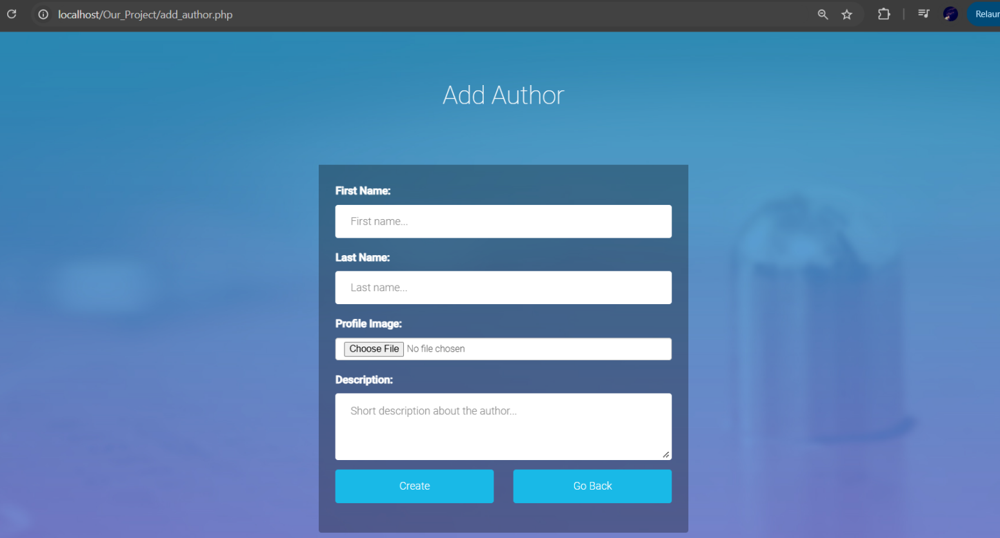 localhost/Our_Project/add_author.php
Relaun
Add Author
First Name:
First name...
Last Name:
Last name...
Profile Image:
Choose File No file chosen
Description:
Short description about the author...
Create Go Back